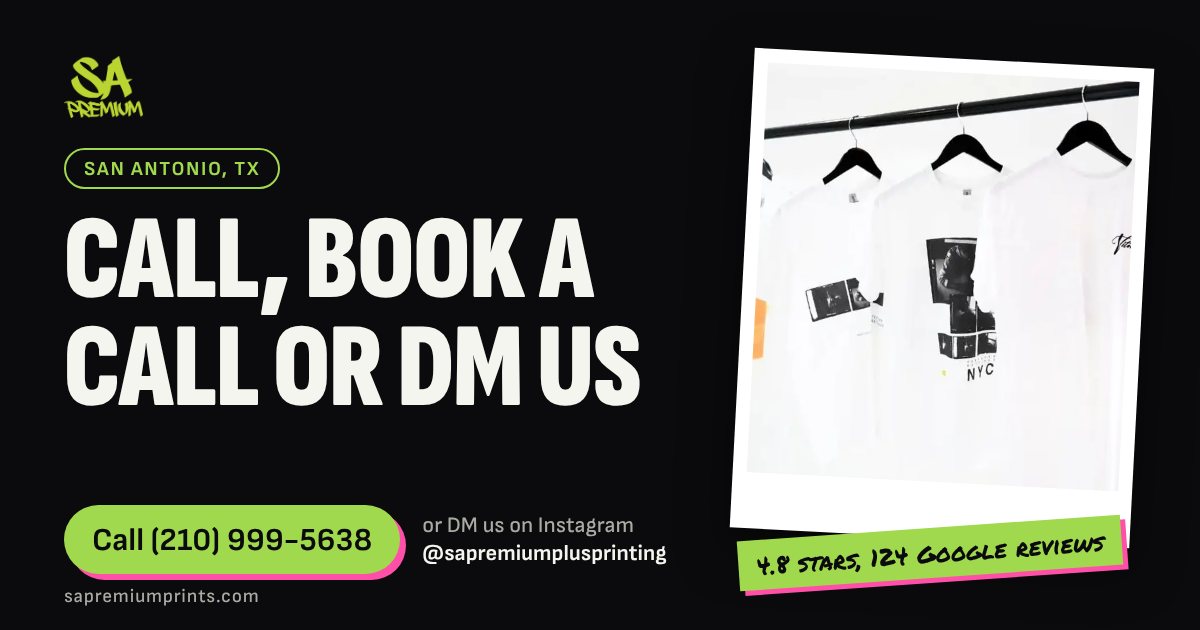 SA
PREMIUM
SAN ANTONIO, TX
CALL, BOOK A
CALL OR DM US
Call (210) 999-5638
or DM us on Instagram
@sapremiumplusprinting
sapremiumprints.com
NYC
4.8 STARS, 124 GOOGLE REVIEWS